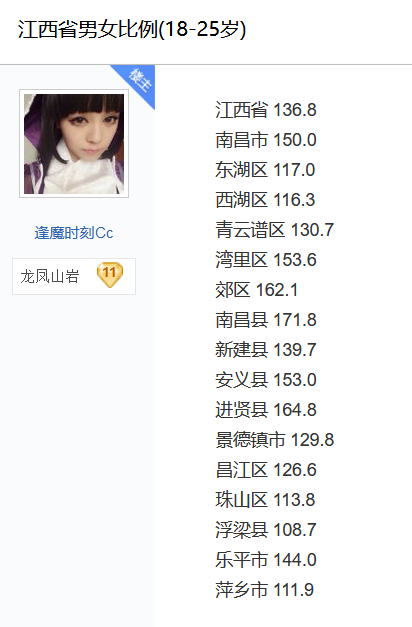 江西省男女比例(18-25岁)
楼主
逢魔时刻Cc
龙凤山岩 11
江西省 136.8
南昌市 150.0
东湖区 117.0
西湖区 116.3
青云谱区 130.7
湾里区 153.6
郊区 162.1
南昌县 171.8
新建县 139.7
安义县 153.0
进贤县 164.8
景德镇市 129.8
昌江区 126.6
珠山区 113.8
浮梁县 108.7
乐平市 144.0
萍乡市 111.9